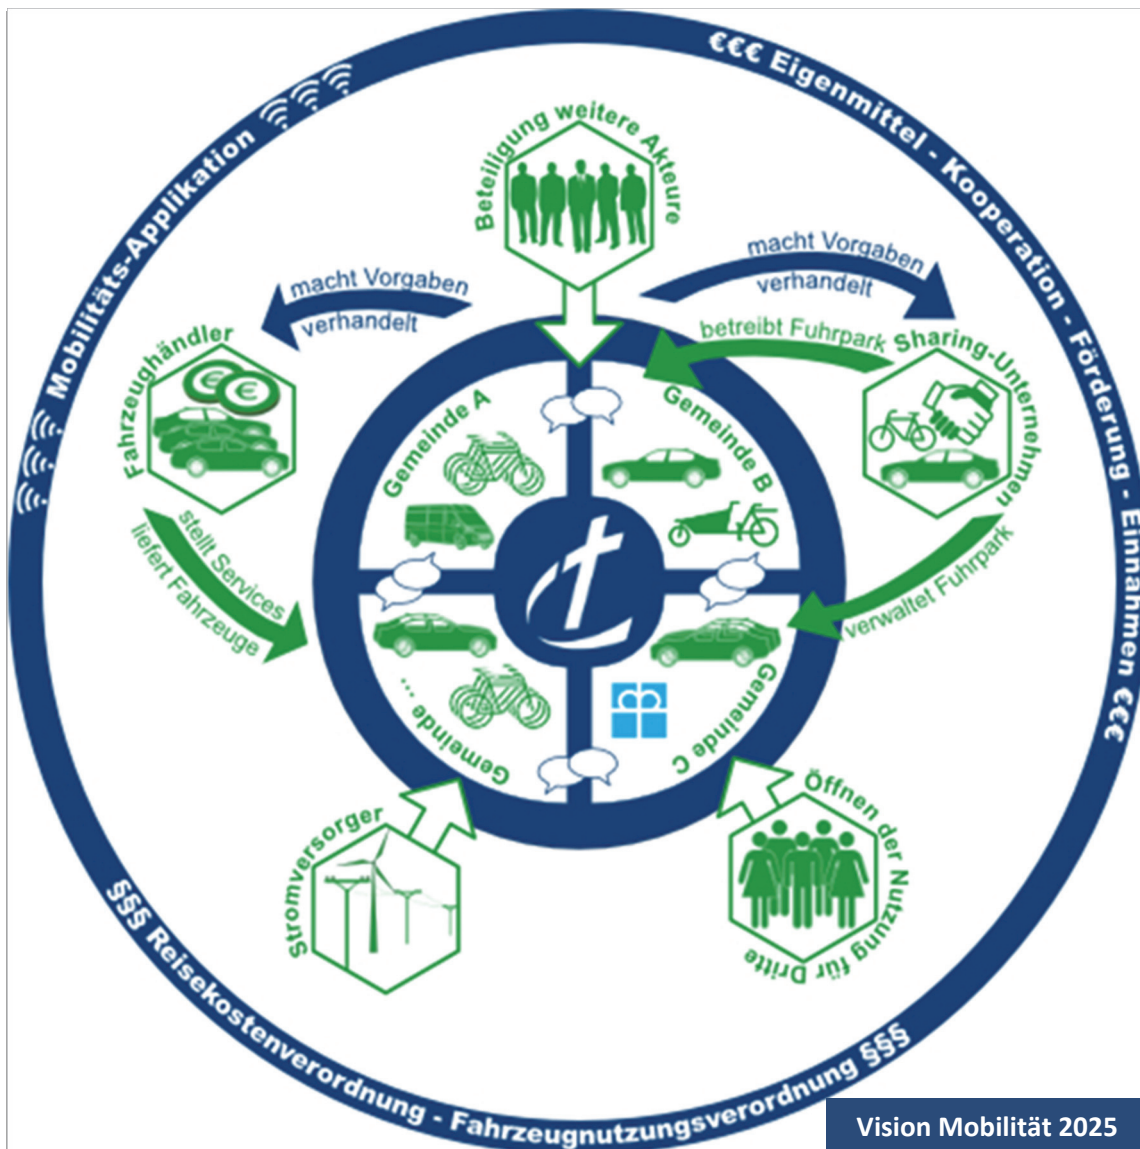 €€€ Eigenmittel - Kooperation - Förderung - Einnahmen €€€
Mobilitäts-Applikation
Beteiligung weitere Akteure
macht Vorgaben
verhandelt
macht Vorgaben
verhandelt
betreibt Fuhrpark
Fahrzeughändler
Sharing-Unternehmen
Gemeinde A
Gemeinde B
stellt Services
liefert Fahrzeuge
verwaltet Fuhrpark
Gemeinde ...
Gemeinde C
Stromversorger
Öffnen der Nutzung für Dritte
§§§ Reisekostenverordnung - Fahrzeugnutzungsverordnung §§§
Vision Mobilität 2025